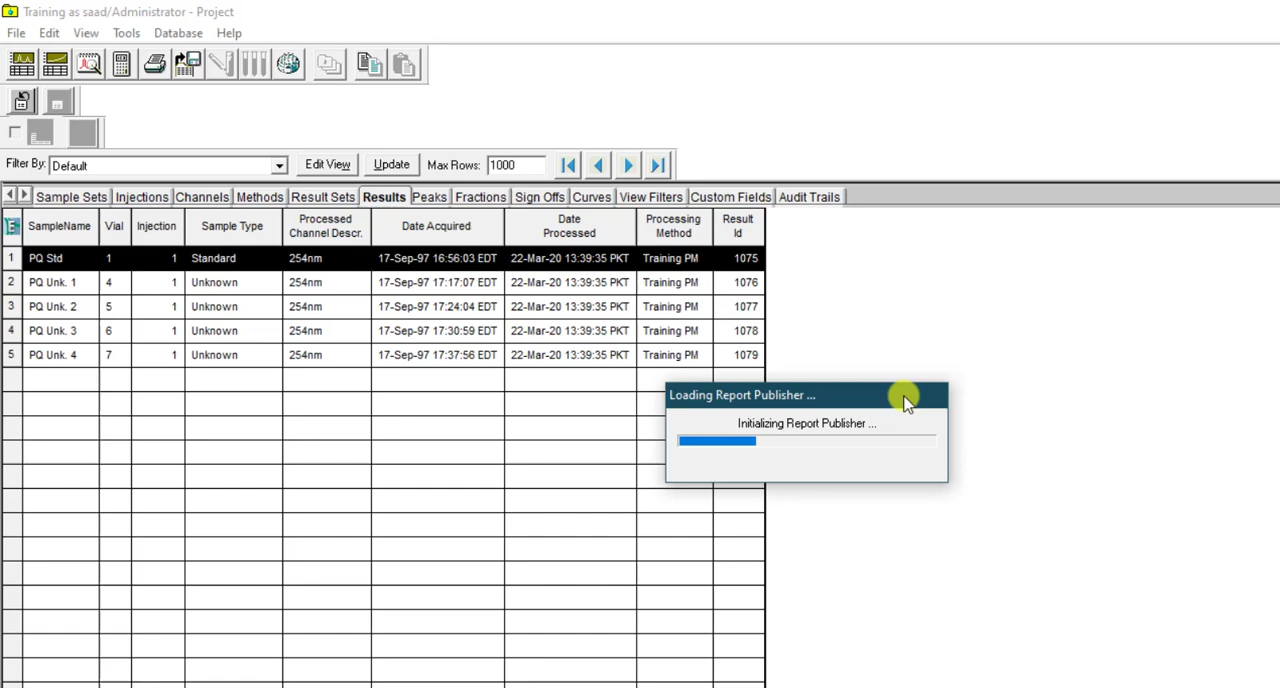 Training as saad/Administrator - Project
File Edit View Tools Database Help
Filter By: Default Edit View Update Max Rows: 1000
Sample Sets Injections Channels Methods Result Sets Results Peaks Fractions Sign Offs Curves View Filters Custom Fields Audit Trails
SampleName Vial Injection Sample Type Processed Channel Descr. Date Acquired Date Processed Processing Method Result Id
1 PQ Std 1 1 Standard 254nm 17-Sep-97 16:56:03 EDT 22-Mar-20 13:39:35 PKT Training PM 1075
2 PQ Unk. 1 4 1 Unknown 254nm 17-Sep-97 17:17:07 EDT 22-Mar-20 13:39:35 PKT Training PM 1076
3 PQ Unk. 2 5 1 Unknown 254nm 17-Sep-97 17:24:04 EDT 22-Mar-20 13:39:35 PKT Training PM 1077
4 PQ Unk. 3 6 1 Unknown 254nm 17-Sep-97 17:30:59 EDT 22-Mar-20 13:39:35 PKT Training PM 1078
5 PQ Unk. 4 7 1 Unknown 254nm 17-Sep-97 17:37:56 EDT 22-Mar-20 13:39:35 PKT Training PM 1079
Loading Report Publisher ...
Initializing Report Publisher ...